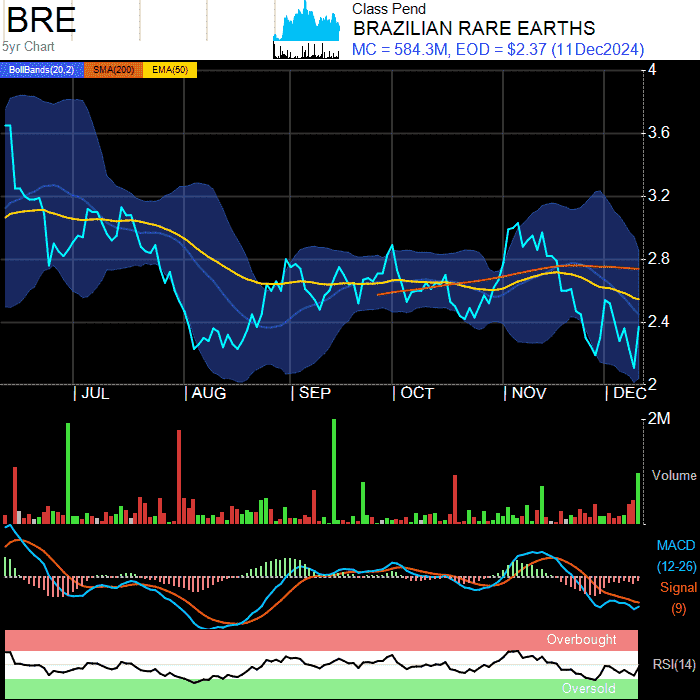 BRE
5yr Chart
Class Pend
BRAZILIAN RARE EARTHS
MC = 584.3M, EOD = $2.37 (11Dec2024)
BollBands(20,2) SMA(200) EMA(50)
4
3.6
3.2
2.8
2.4
2
JUL AUG SEP OCT NOV DEC
2M
Volume
MACD
(12-26)
Signal
(9)
Overbought
RSI(14)
Oversold